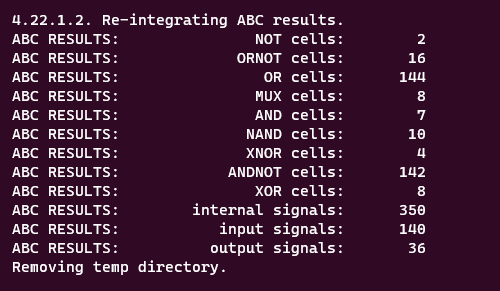 4.22.1.2. Re-integrating ABC results.
ABC RESULTS:               NOT cells:        2
ABC RESULTS:             ORNOT cells:       16
ABC RESULTS:                OR cells:      144
ABC RESULTS:               MUX cells:        8
ABC RESULTS:               AND cells:        7
ABC RESULTS:              NAND cells:       10
ABC RESULTS:              XNOR cells:        4
ABC RESULTS:            ANDNOT cells:      142
ABC RESULTS:               XOR cells:        8
ABC RESULTS:        internal signals:      350
ABC RESULTS:           input signals:      140
ABC RESULTS:          output signals:       36
Removing temp directory.